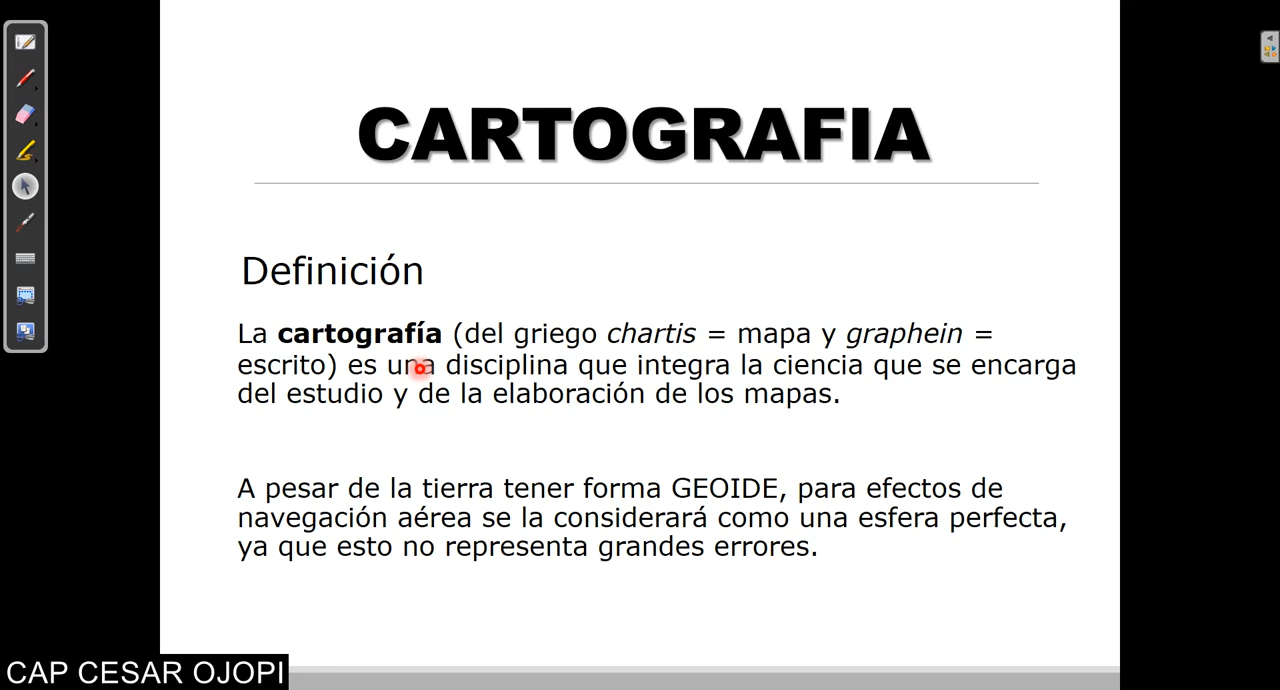 CARTOGRAFIA
Definición
La cartografía (del griego chartis = mapa y graphein =
escrito) es una disciplina que integra la ciencia que se encarga
del estudio y de la elaboración de los mapas.
A pesar de la tierra tener forma GEOIDE, para efectos de
navegación aérea se la considerará como una esfera perfecta,
ya que esto no representa grandes errores.
CAP CESAR OJOPI